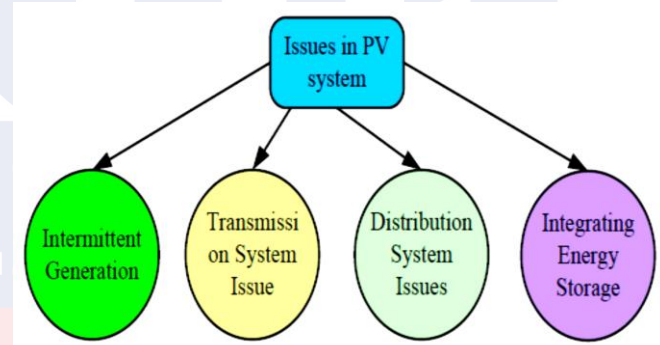 Issues in PV
system
Intermittent
Generation
Transmissi
on System
Issue
Distribution
System
Issues
Integrating
Energy
Storage